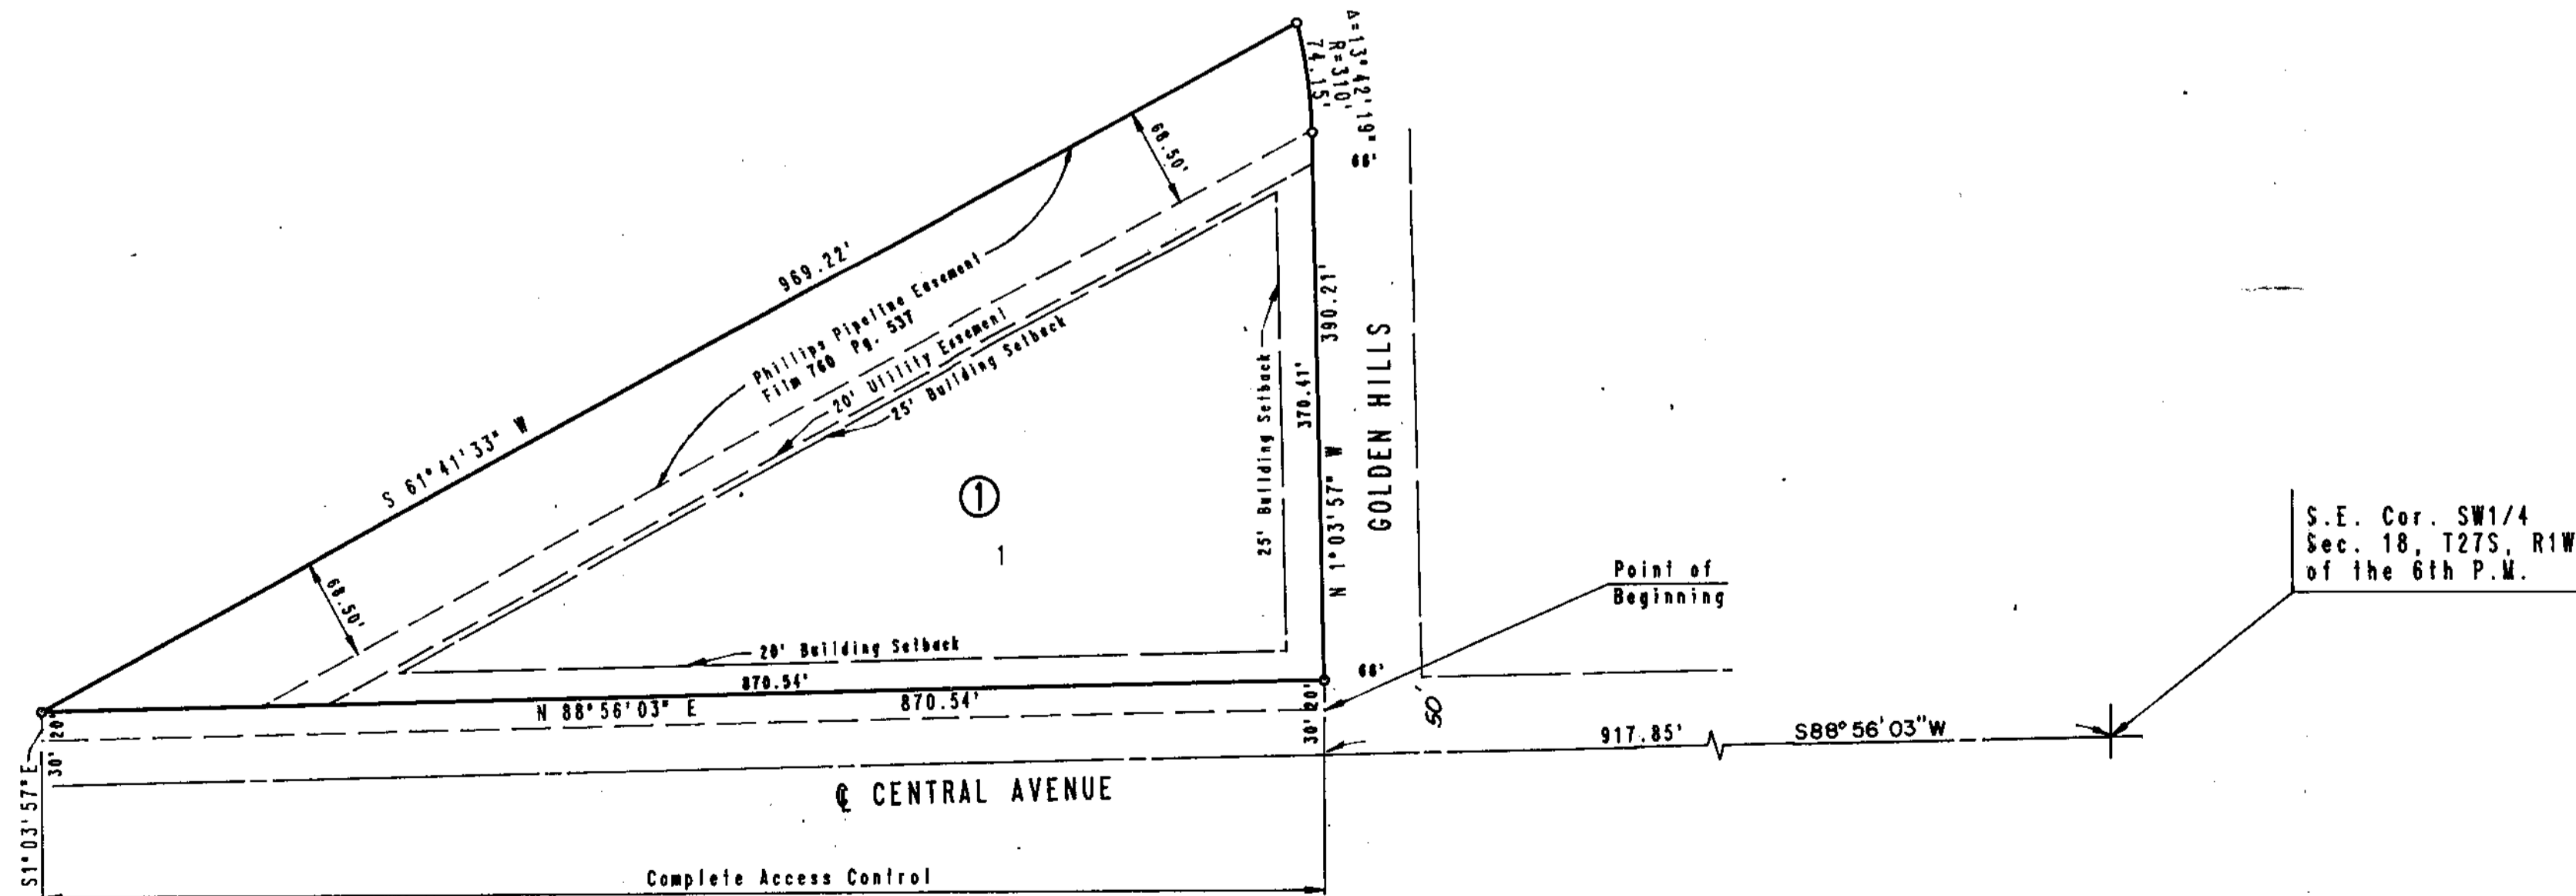 Δ=13°42'19"
R=310'
74.15'
66'
68.50'
969.22'
S 61°41'33" W
Phillips Pipeline Easement
Film 760 Pg. 537
20' Utility Easement
25' Building Setback
25' Building Setback
390.21'
370.41'
N 1°03'57" W
GOLDEN HILLS
1
1
68.50'
20' Building Setback
870.54'
N 88°56'03" E
870.54'
66'
50'
Point of
Beginning
S.E. Cor. SW1/4
Sec. 18, T27S, R1W
of the 6th P.M.
20'
30'
20'
30'
S1°03'57"E
917.85'
S88°56'03"W
℄ CENTRAL AVENUE
Complete Access Control